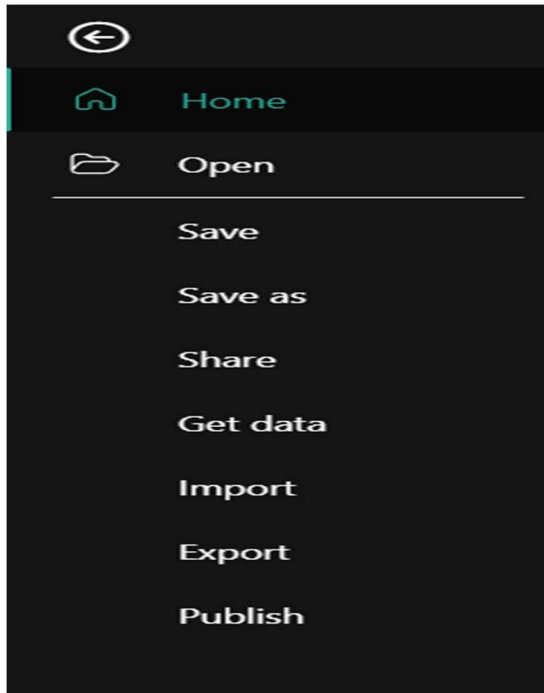 Home
Open
Save
Save as
Share
Get data
Import
Export
Publish